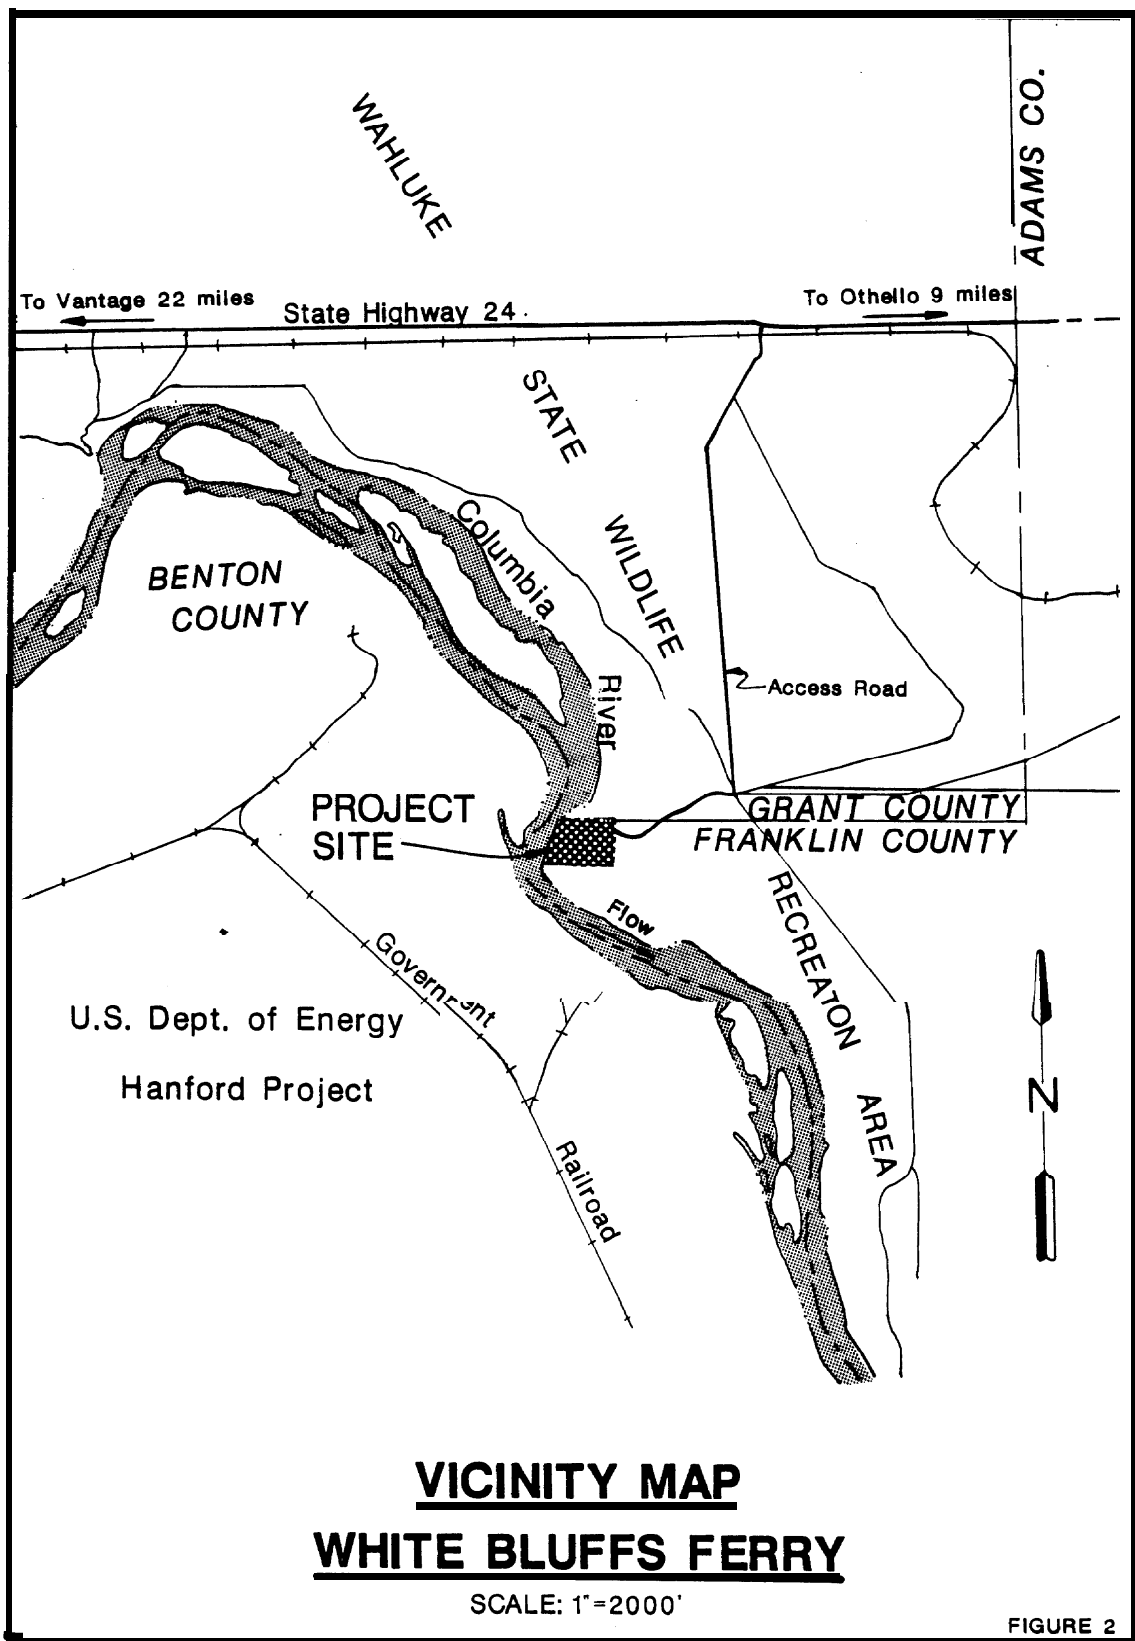 ADAMS CO.
WAHLUKE
To Vantage 22 miles
State Highway 24
To Othello 9 miles
STATE
WILDLIFE
Columbia
River
BENTON
COUNTY
Access Road
PROJECT
SITE
GRANT COUNTY
FRANKLIN COUNTY
RECREATON
AREA
Flow
Government
Railroad
U.S. Dept. of Energy
Hanford Project
N
VICINITY MAP
WHITE BLUFFS FERRY
SCALE: 1"=2000'
FIGURE 2